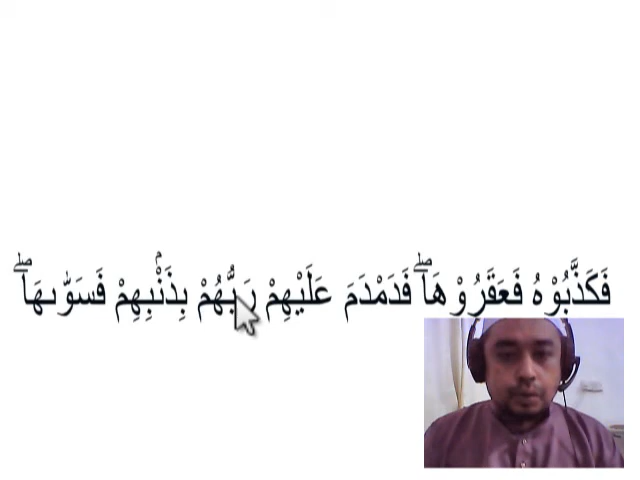 فَكَذَّبُوْهُ فَعَقَرُوْهَا ۖ فَدَمْدَمَ عَلَيْهِمْ رَبُّهُمْ بِذَنْۢبِهِمْ فَسَوّٰىهَا ۖ